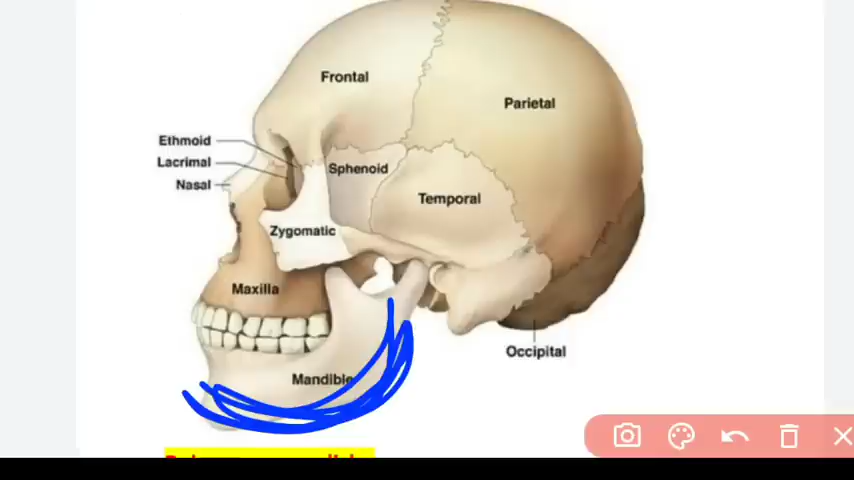 Frontal
Parietal
Ethmoid
Lacrimal
Sphenoid
Nasal
Temporal
Zygomatic
Maxilla
Occipital
Mandible